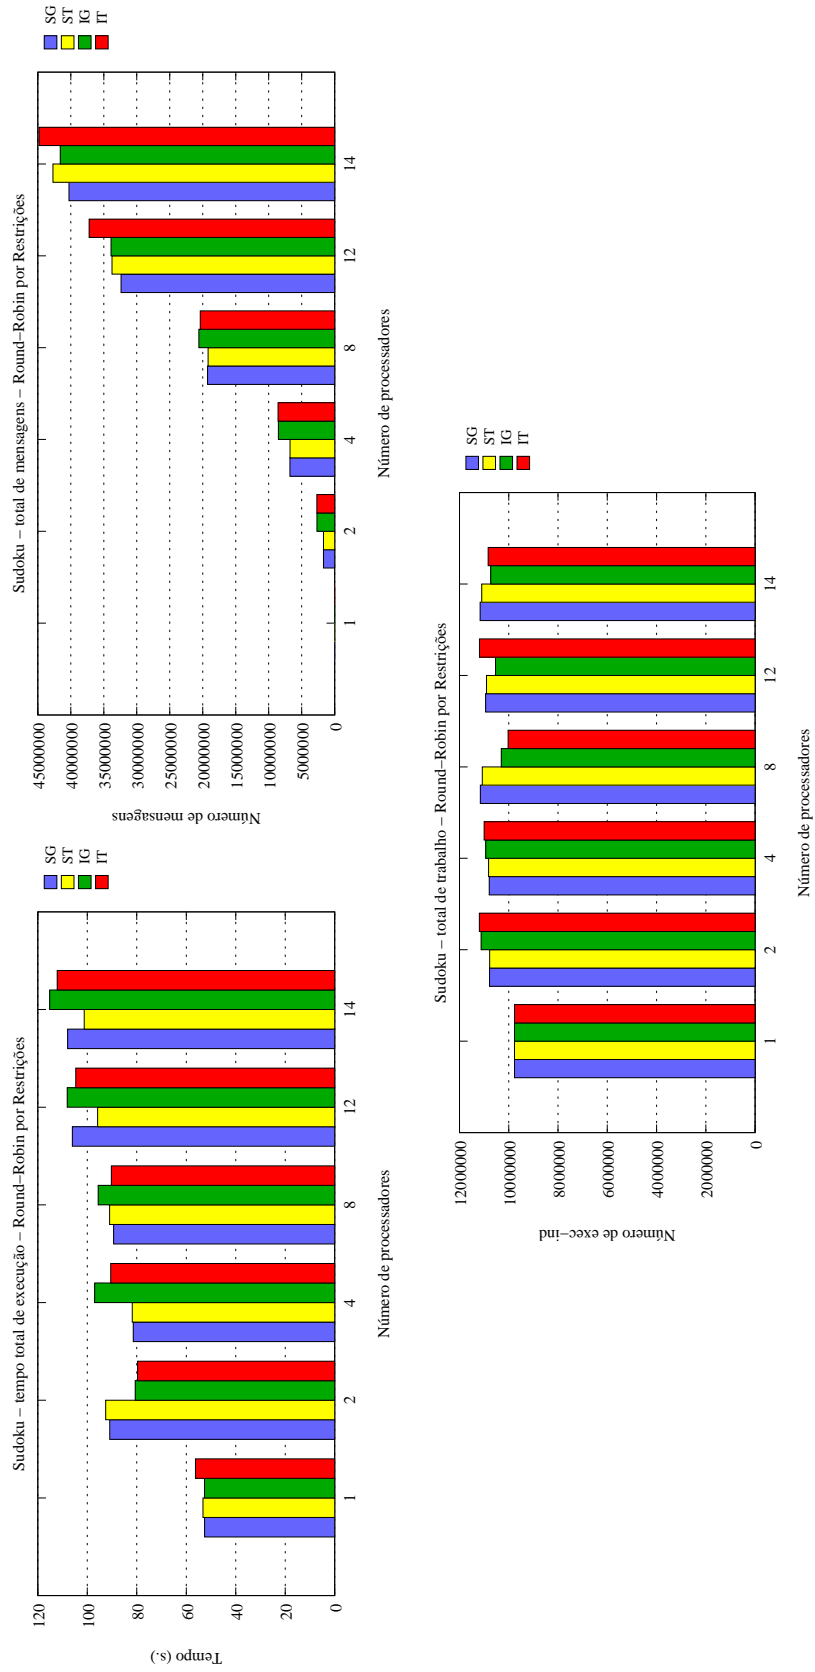 Sudoku − tempo total de execução − Round−Robin por Restrições
120
100
80
60
40
20
0
Tempo (s.)
1
2
4
8
12
14
Número de processadores
SG
ST
IG
IT
Sudoku − total de mensagens − Round−Robin por Restrições
45000000
40000000
35000000
30000000
25000000
20000000
15000000
10000000
5000000
0
Número de mensagens
1
2
4
8
12
14
Número de processadores
SG
ST
IG
IT
Sudoku − total de trabalho − Round−Robin por Restrições
12000000
10000000
8000000
6000000
4000000
2000000
0
Número de exec−ind
1
2
4
8
12
14
Número de processadores
SG
ST
IG
IT